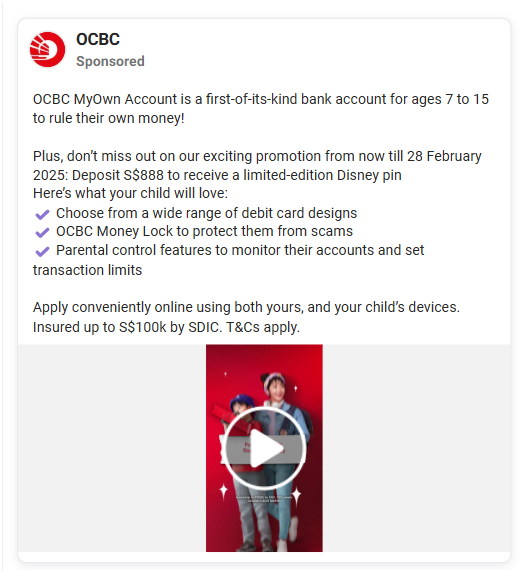 OCBC
Sponsored
OCBC MyOwn Account is a first-of-its-kind bank account for ages 7 to 15
to rule their own money!
Plus, don’t miss out on our exciting promotion from now till 28 February
2025: Deposit S$888 to receive a limited-edition Disney pin
Here’s what your child will love:
Choose from a wide range of debit card designs
OCBC Money Lock to protect them from scams
Parental control features to monitor their accounts and set
transaction limits
Apply conveniently online using both yours, and your child’s devices.
Insured up to S$100k by SDIC. T&Cs apply.